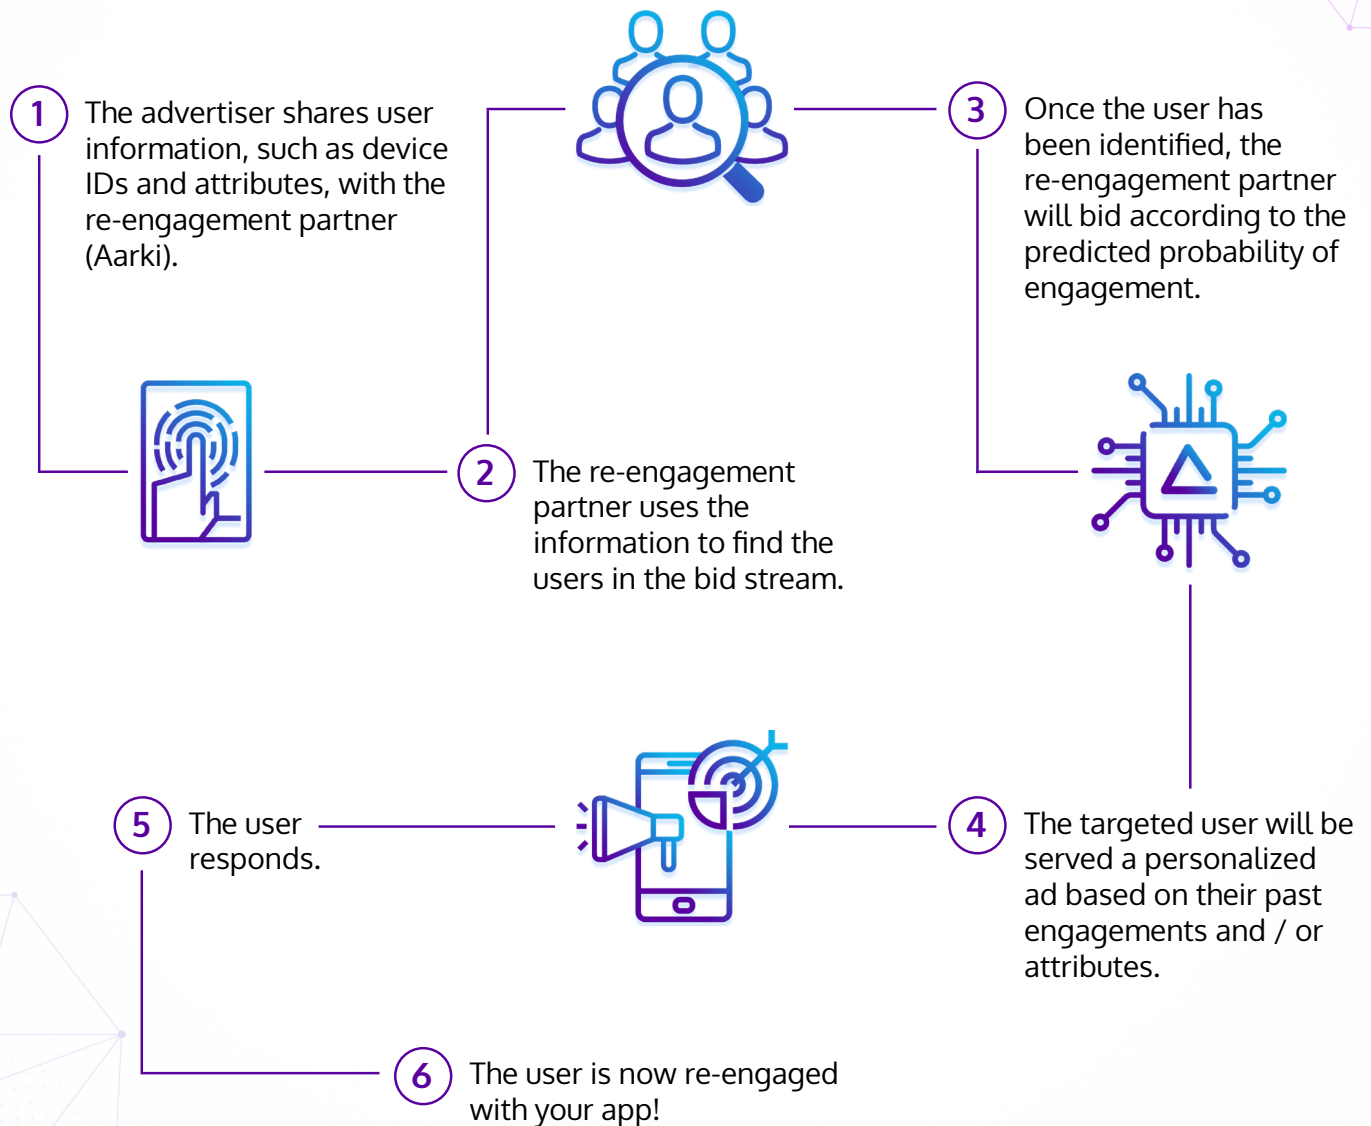 1
The advertiser shares user
information, such as device
IDs and attributes, with the
re-engagement partner
(Aarki).
2
The re-engagement
partner uses the
information to find the
users in the bid stream.
3
Once the user has
been identified, the
re-engagement partner
will bid according to the
predicted probability of
engagement.
4
The targeted user will be
served a personalized
ad based on their past
engagements and / or
attributes.
5
The user
responds.
6
The user is now re-engaged
with your app!